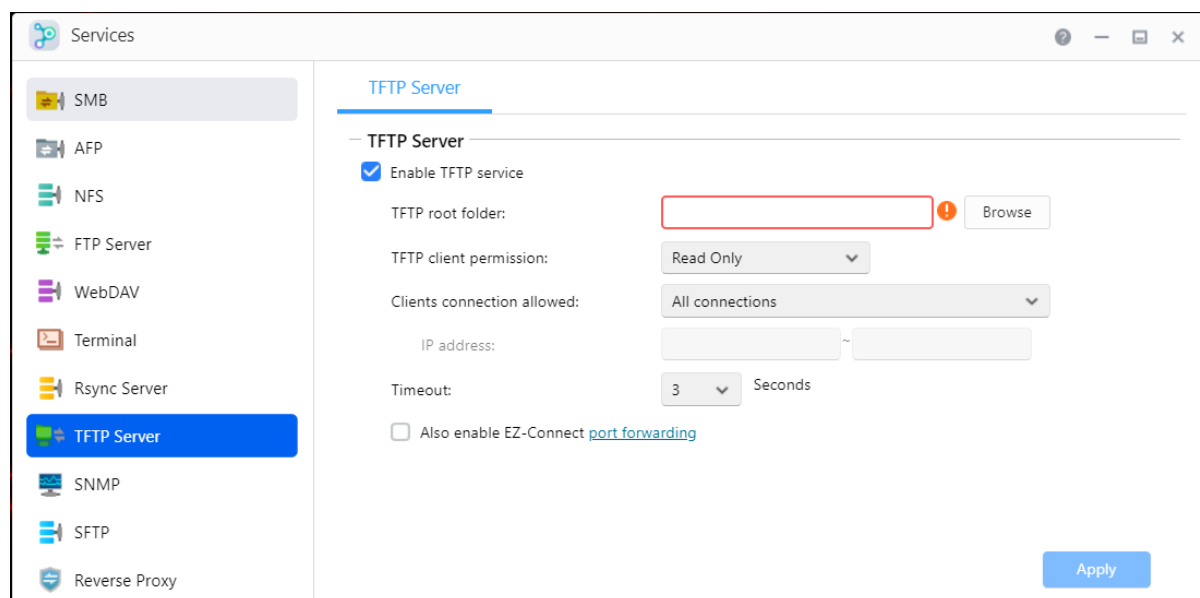 Services
SMB
AFP
NFS
FTP Server
WebDAV
Terminal
Rsync Server
TFTP Server
SNMP
SFTP
Reverse Proxy
TFTP Server
TFTP Server
Enable TFTP service
TFTP root folder: ! Browse
TFTP client permission: Read Only
Clients connection allowed: All connections
IP address: ~
Timeout: 3 Seconds
Also enable EZ-Connect port forwarding
Apply